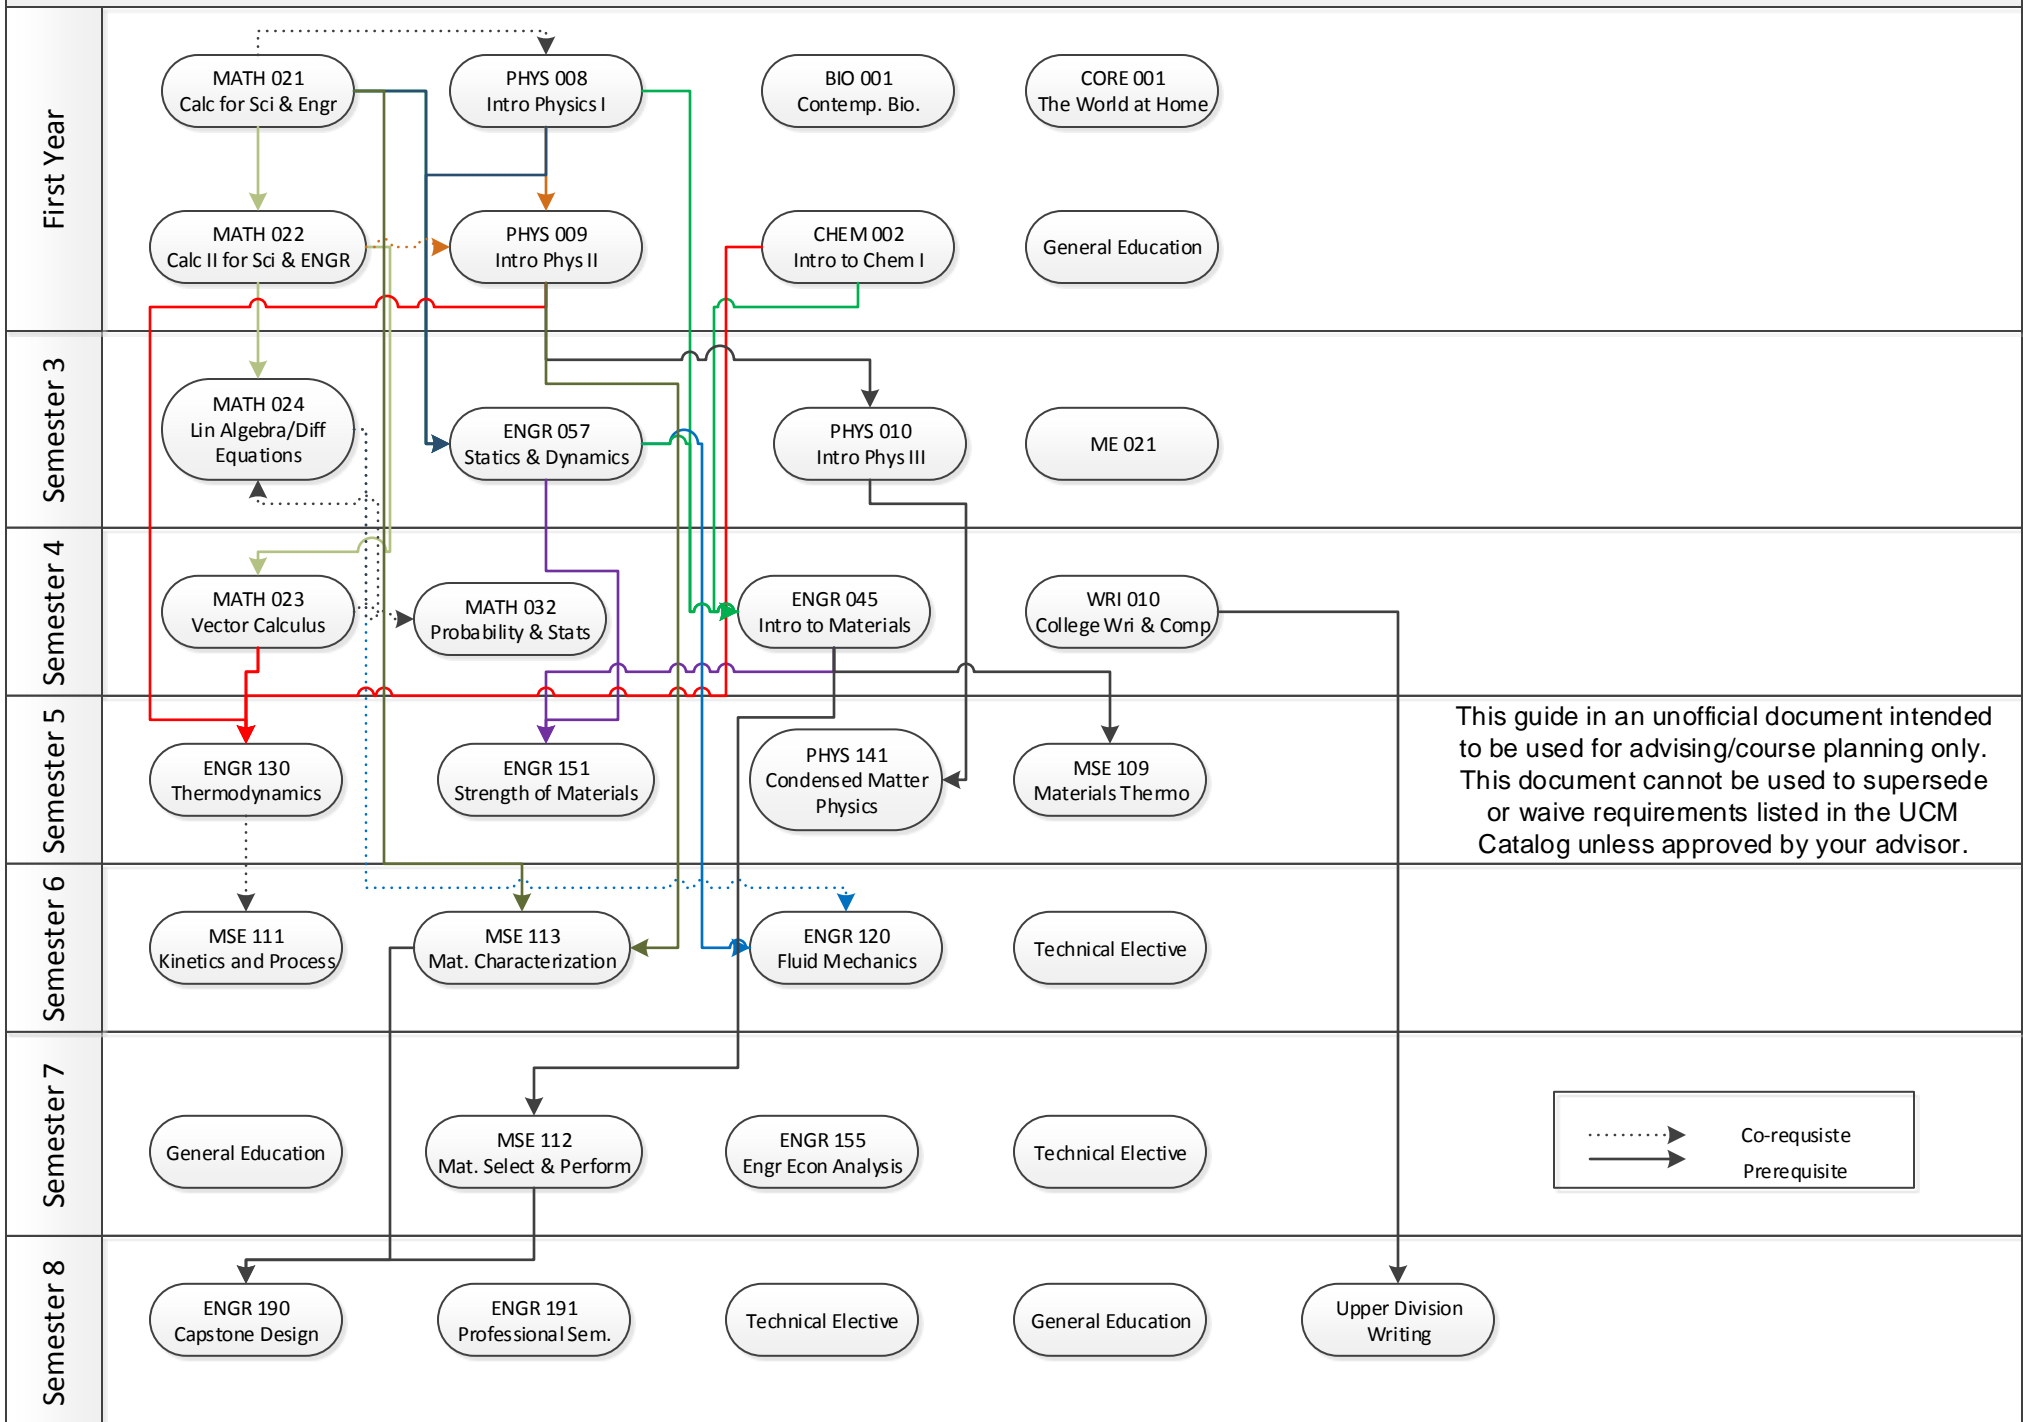 First Year
MATH 021
Calc for Sci & Engr
PHYS 008
Intro Physics I
BIO 001
Contemp. Bio.
CORE 001
The World at Home
MATH 022
Calc II for Sci & ENGR
PHYS 009
Intro Phys II
CHEM 002
Intro to Chem I
General Education
Semester 3
MATH 024
Lin Algebra/Diff
Equations
ENGR 057
Statics & Dynamics
PHYS 010
Intro Phys III
ME 021
Semester 4
MATH 023
Vector Calculus
MATH 032
Probability & Stats
ENGR 045
Intro to Materials
WRI 010
College Wri & Comp
Semester 5
ENGR 130
Thermodynamics
ENGR 151
Strength of Materials
PHYS 141
Condensed Matter
Physics
MSE 109
Materials Thermo
This guide in an unofficial document intended
to be used for advising/course planning only.
This document cannot be used to supersede
or waive requirements listed in the UCM
Catalog unless approved by your advisor.
Semester 6
MSE 111
Kinetics and Process
MSE 113
Mat. Characterization
ENGR 120
Fluid Mechanics
Technical Elective
Semester 7
General Education
MSE 112
Mat. Select & Perform
ENGR 155
Engr Econ Analysis
Technical Elective
Co-requsiste
Prerequisite
Semester 8
ENGR 190
Capstone Design
ENGR 191
Professional Sem.
Technical Elective
General Education
Upper Division
Writing